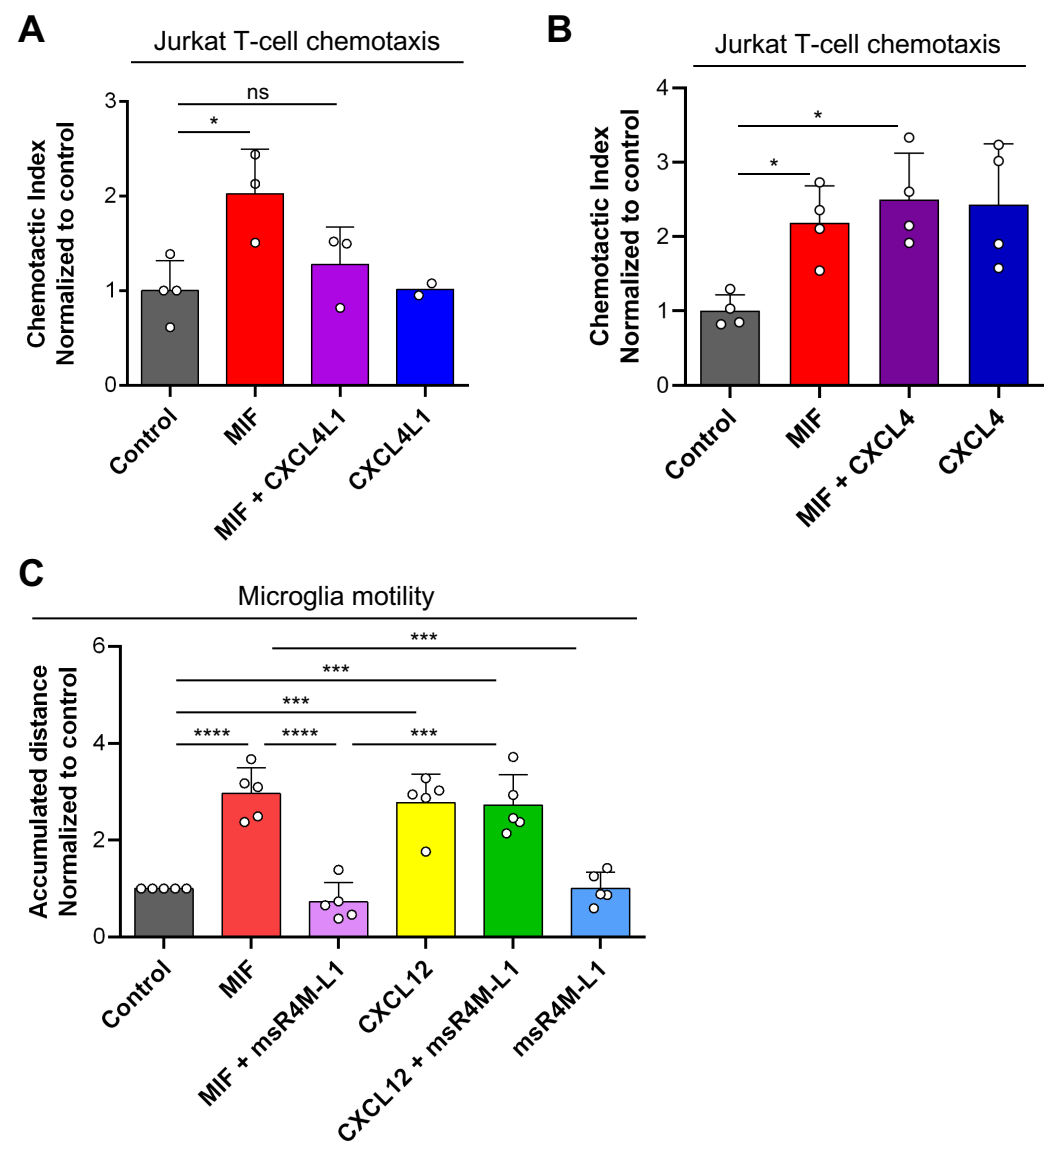 A
Jurkat T-cell chemotaxis
Chemotactic Index
Normalized to control
3
2
1
0
ns
*
Control
MIF
MIF + CXCL4L1
CXCL4L1
B
Jurkat T-cell chemotaxis
Chemotactic Index
Normalized to control
4
3
2
1
0
*
*
Control
MIF
MIF + CXCL4
CXCL4
C
Microglia motility
Accumulated distance
Normalized to control
6
4
2
0
***
***
***
**** **** ***
Control
MIF
MIF + msR4M-L1
CXCL12
CXCL12 + msR4M-L1
msR4M-L1